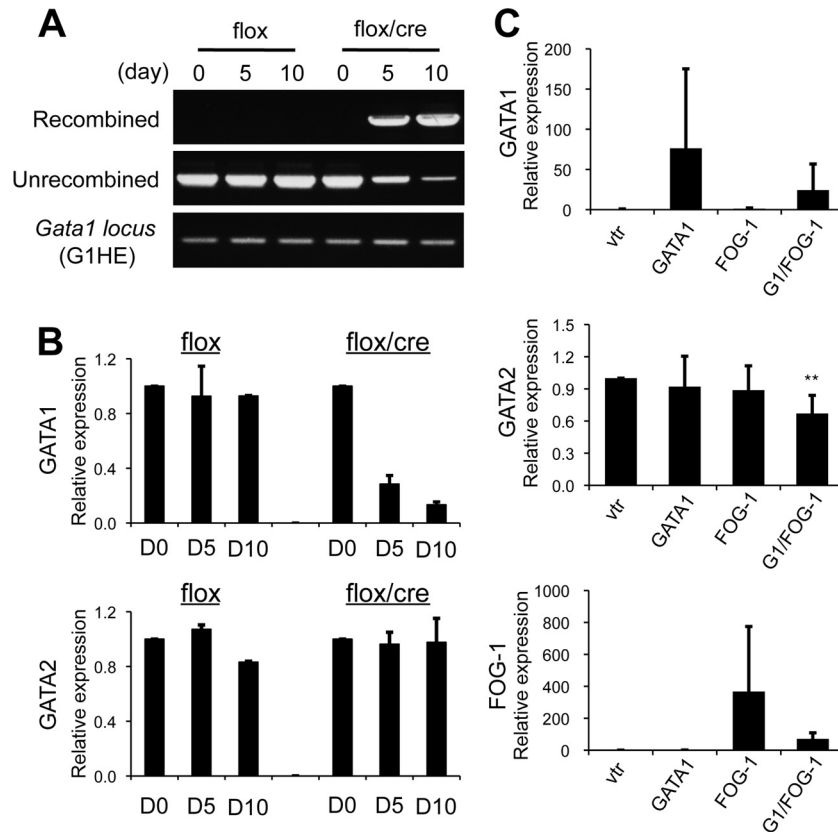 A
flox flox/cre
(day) 0 5 10 0 5 10
Recombined
Unrecombined
Gata1 locus
(G1HE)
B
flox flox/cre
GATA1
Relative expression
1.2
0.8
0.4
0.0
D0 D5 D10 D0 D5 D10
flox flox/cre
GATA2
Relative expression
1.2
0.8
0.4
0.0
D0 D5 D10 D0 D5 D10
C
GATA1
Relative expression
200
150
100
50
0
vtr GATA1 FOG-1 G1/FOG-1
GATA2
Relative expression
1.5
1.2
0.9
0.6
0.3
0.0
**
vtr GATA1 FOG-1 G1/FOG-1
FOG-1
Relative expression
1000
800
600
400
200
0
vtr GATA1 FOG-1 G1/FOG-1